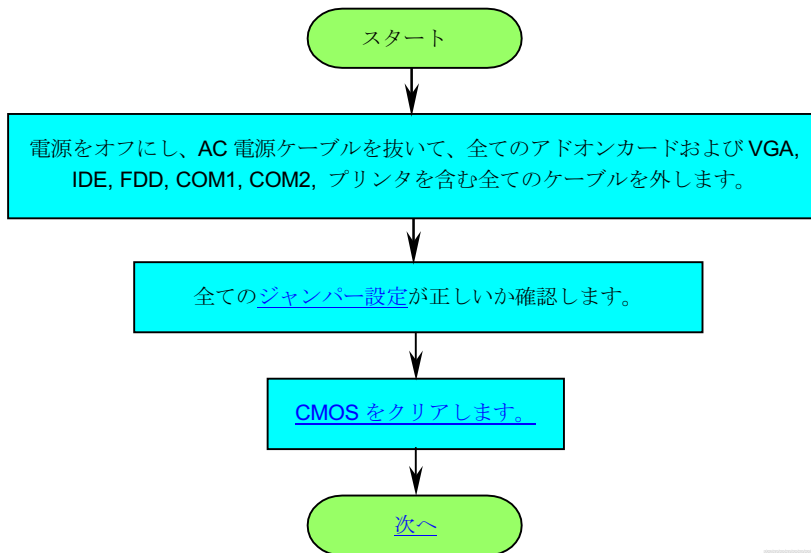 スタート
電源をオフにし、AC 電源ケーブルを抜いて、全てのアドオンカードおよび VGA,
IDE, FDD, COM1, COM2, プリンタを含む全てのケーブルを外します。
全てのジャンパー設定が正しいか確認します。
CMOS をクリアします。
次へ